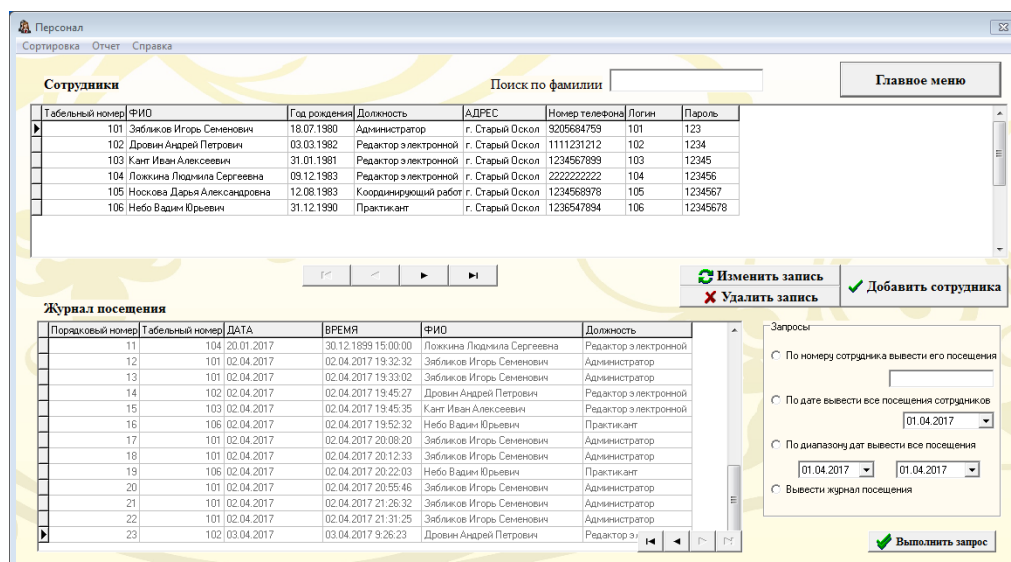 Персонал
Сортировка Отчет Справка
Сотрудники
Поиск по фамилии
Главное меню
Табельный номер ФИО Год рождения Должность АДРЕС Номер телефона Логин Пароль
101 Зябликов Игорь Семенович 18.07.1980 Администратор г. Старый Оскол 9205684759 101 123
102 Дровин Андрей Петрович 03.03.1982 Редактор электронной г. Старый Оскол 1111231212 102 1234
103 Кант Иван Алексеевич 31.01.1981 Редактор электронной г. Старый Оскол 1234567899 103 12345
104 Ложкина Людмила Сергеевна 09.12.1983 Редактор электронной г. Старый Оскол 2222222222 104 123456
105 Носкова Дарья Александровна 12.08.1983 Координирующий работ г. Старый Оскол 1234568978 105 1234567
106 Небо Вадим Юрьевич 31.12.1990 Практикант г. Старый Оскол 1236547894 106 12345678
Изменить запись
Удалить запись
Добавить сотрудника
Журнал посещения
Порядковый номер Табельный номер ДАТА ВРЕМЯ ФИО Должность
11 104 20.01.2017 30.12.1899 15:00:00 Ложкина Людмила Сергеевна Редактор электронной
12 101 02.04.2017 02.04.2017 19:32:32 Зябликов Игорь Семенович Администратор
13 101 02.04.2017 02.04.2017 19:33:02 Зябликов Игорь Семенович Администратор
14 102 02.04.2017 02.04.2017 19:45:27 Дровин Андрей Петрович Редактор электронной
15 103 02.04.2017 02.04.2017 19:45:35 Кант Иван Алексеевич Редактор электронной
16 106 02.04.2017 02.04.2017 19:52:32 Небо Вадим Юрьевич Практикант
17 101 02.04.2017 02.04.2017 20:08:20 Зябликов Игорь Семенович Администратор
18 101 02.04.2017 02.04.2017 20:12:33 Зябликов Игорь Семенович Администратор
19 106 02.04.2017 02.04.2017 20:22:03 Небо Вадим Юрьевич Практикант
20 101 02.04.2017 02.04.2017 20:55:46 Зябликов Игорь Семенович Администратор
21 101 02.04.2017 02.04.2017 21:26:32 Зябликов Игорь Семенович Администратор
22 101 02.04.2017 02.04.2017 21:31:25 Зябликов Игорь Семенович Администратор
23 102 03.04.2017 03.04.2017 9:26:23 Дровин Андрей Петрович Редактор э
Запросы
По номеру сотрудника вывести его посещения
По дате вывести все посещения сотрудников
01.04.2017
По диапазону дат вывести все посещения
01.04.2017 01.04.2017
Вывести журнал посещения
Выполнить запрос